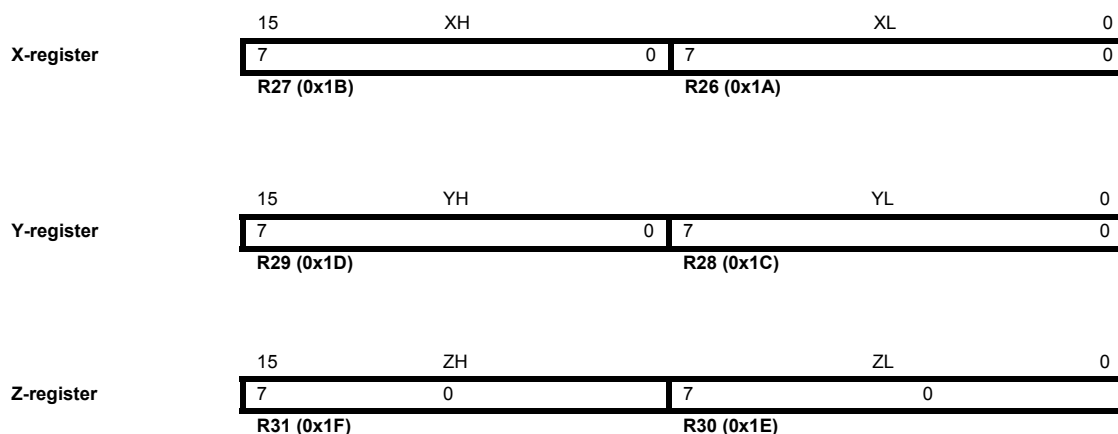 15 XH XL 0
X-register 7 0 7 0
R27 (0x1B) R26 (0x1A)
15 YH YL 0
Y-register 7 0 7 0
R29 (0x1D) R28 (0x1C)
15 ZH ZL 0
Z-register 7 0 7 0
R31 (0x1F) R30 (0x1E)